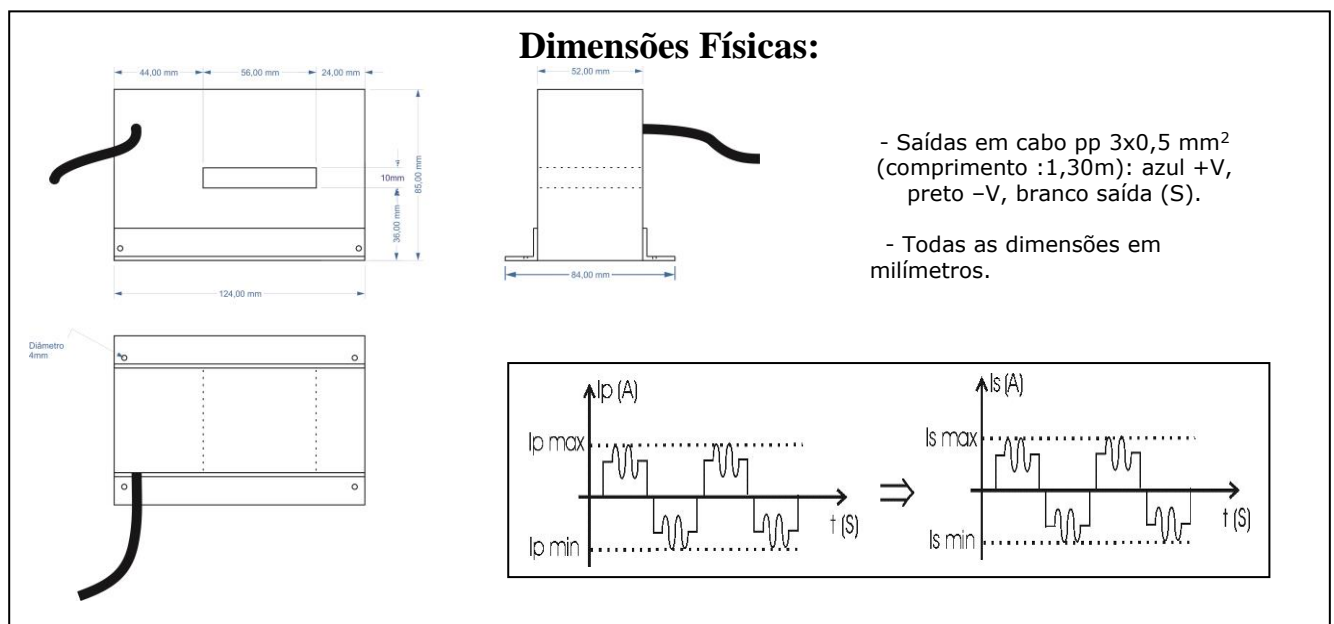 Dimensões Físicas:
44,00 mm
56,00 mm
24,00 mm
52,00 mm
10mm
36,00 mm
85,00 mm
124,00 mm
84,00 mm
- Saídas em cabo pp 3x0,5 mm²
(comprimento :1,30m): azul +V,
preto –V, branco saída (S).
- Todas as dimensões em
milímetros.
Diâmetro
4mm
Ip (A)
Ip max
Ip min
t (S)
Is (A)
Is max
Is min
t (S)